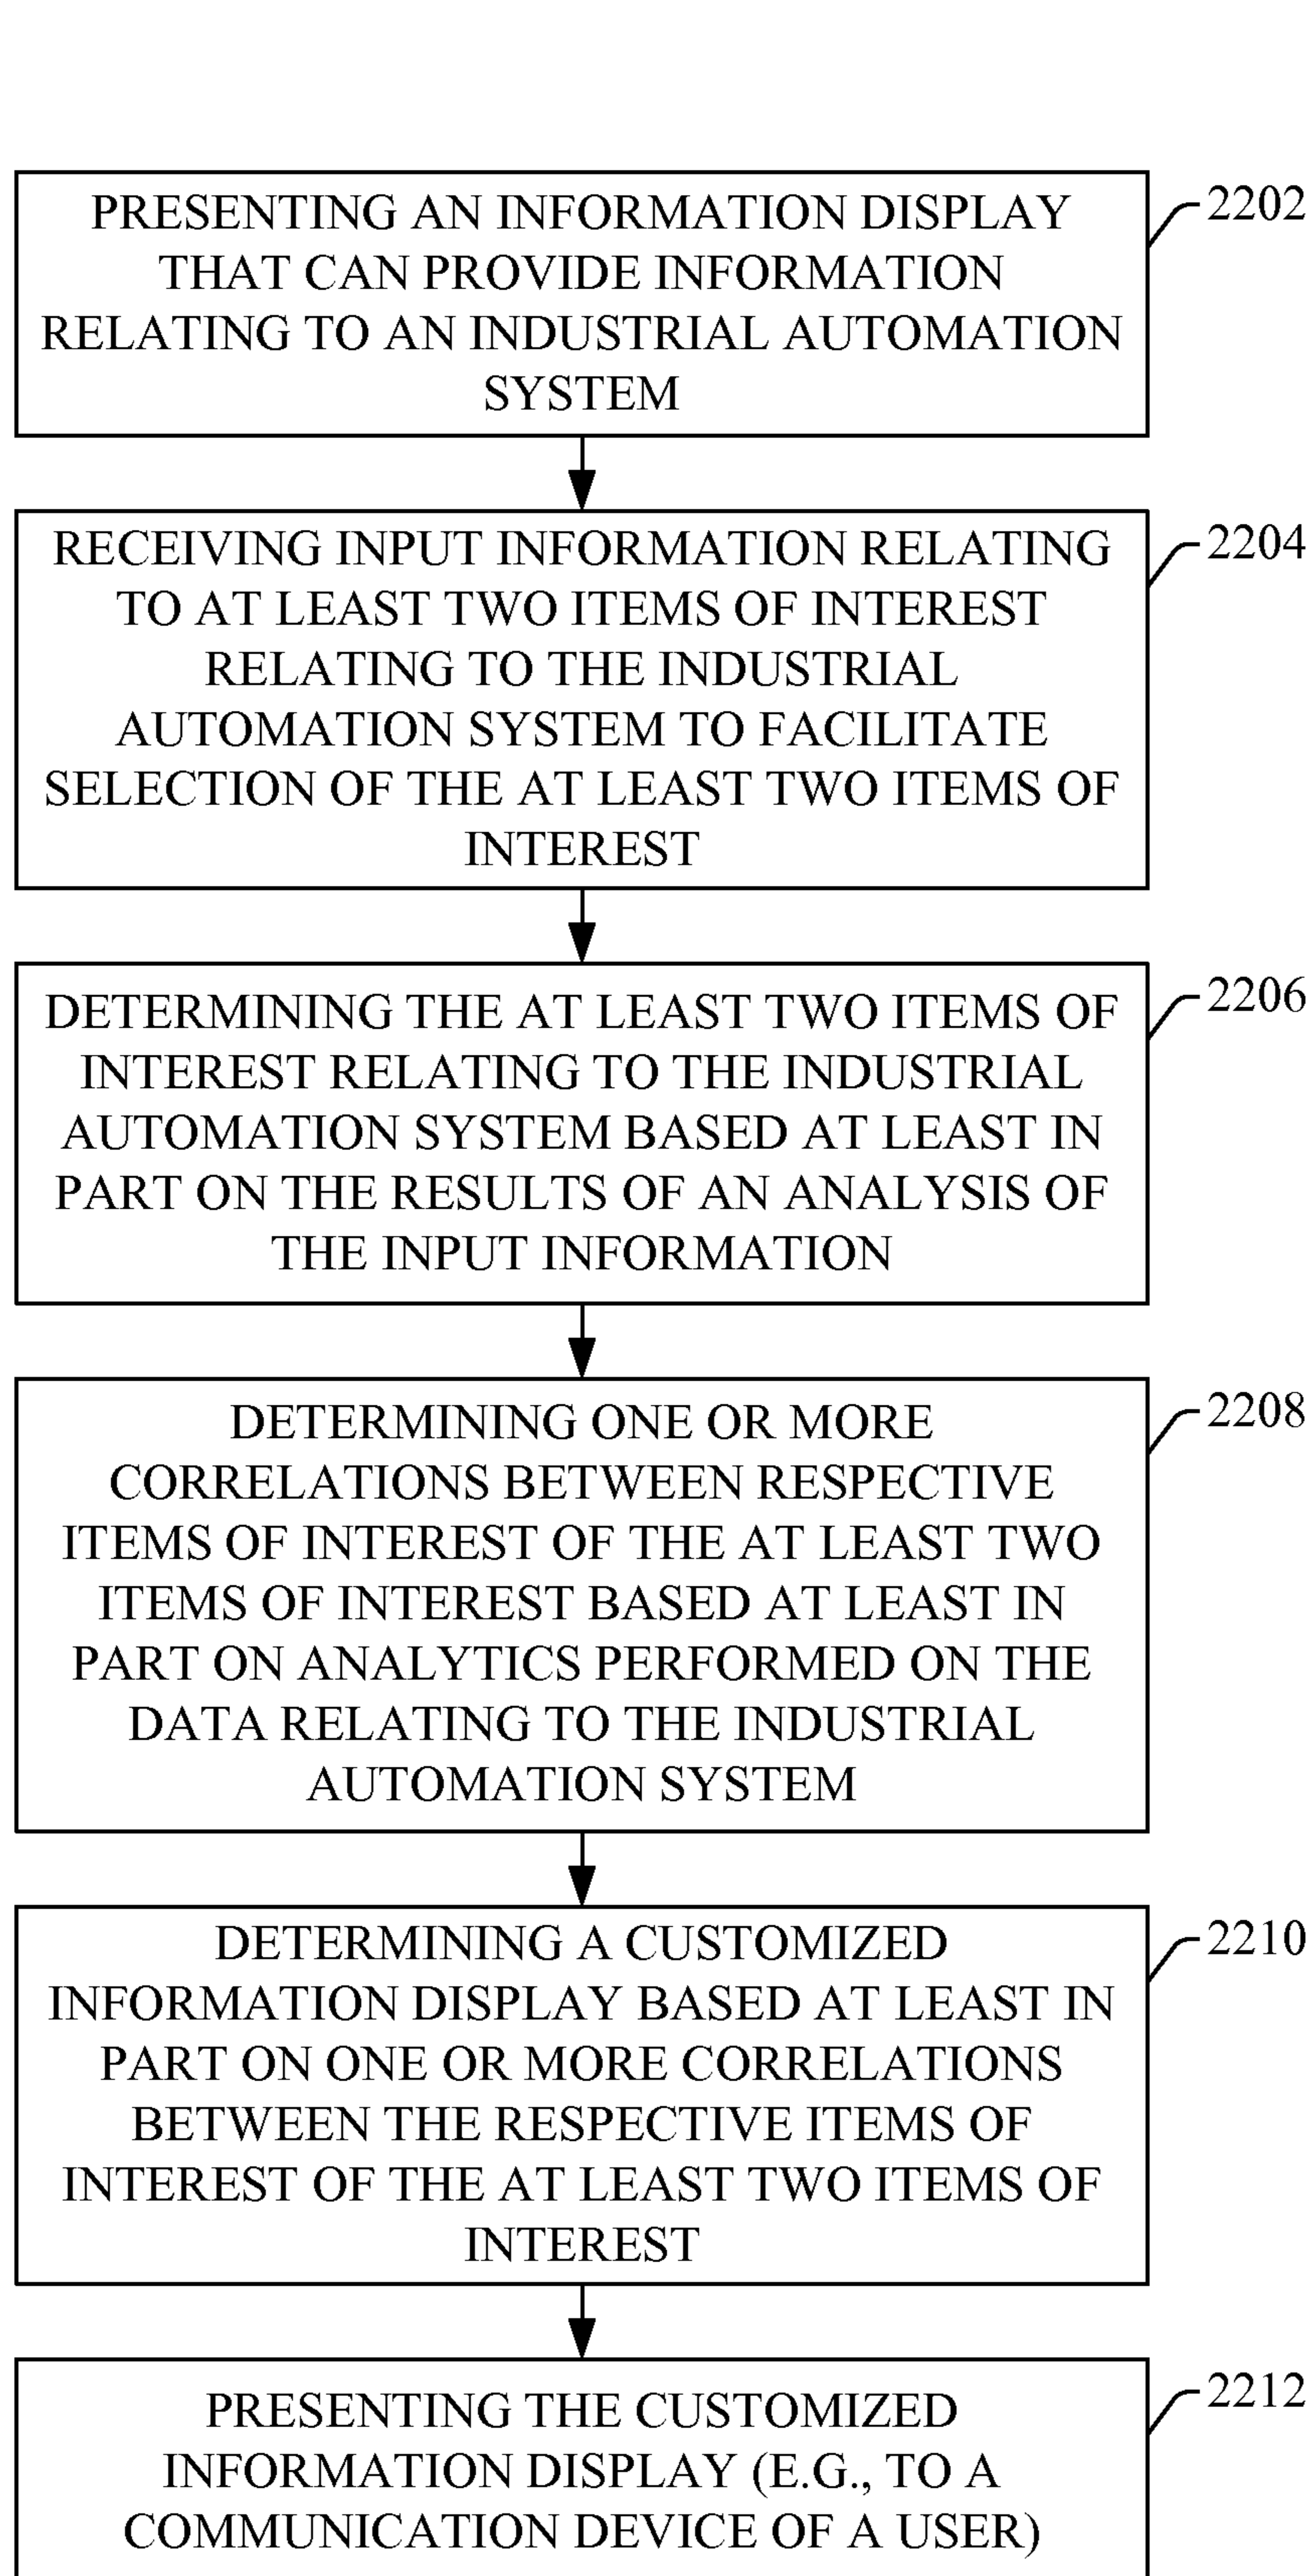 PRESENTING AN INFORMATION DISPLAY
THAT CAN PROVIDE INFORMATION
RELATING TO AN INDUSTRIAL AUTOMATION
SYSTEM
2202
RECEIVING INPUT INFORMATION RELATING
TO AT LEAST TWO ITEMS OF INTEREST
RELATING TO THE INDUSTRIAL
AUTOMATION SYSTEM TO FACILITATE
SELECTION OF THE AT LEAST TWO ITEMS OF
INTEREST
2204
DETERMINING THE AT LEAST TWO ITEMS OF
INTEREST RELATING TO THE INDUSTRIAL
AUTOMATION SYSTEM BASED AT LEAST IN
PART ON THE RESULTS OF AN ANALYSIS OF
THE INPUT INFORMATION
2206
DETERMINING ONE OR MORE
CORRELATIONS BETWEEN RESPECTIVE
ITEMS OF INTEREST OF THE AT LEAST TWO
ITEMS OF INTEREST BASED AT LEAST IN
PART ON ANALYTICS PERFORMED ON THE
DATA RELATING TO THE INDUSTRIAL
AUTOMATION SYSTEM
2208
DETERMINING A CUSTOMIZED
INFORMATION DISPLAY BASED AT LEAST IN
PART ON ONE OR MORE CORRELATIONS
BETWEEN THE RESPECTIVE ITEMS OF
INTEREST OF THE AT LEAST TWO ITEMS OF
INTEREST
2210
PRESENTING THE CUSTOMIZED
INFORMATION DISPLAY (E.G., TO A
COMMUNICATION DEVICE OF A USER)
2212